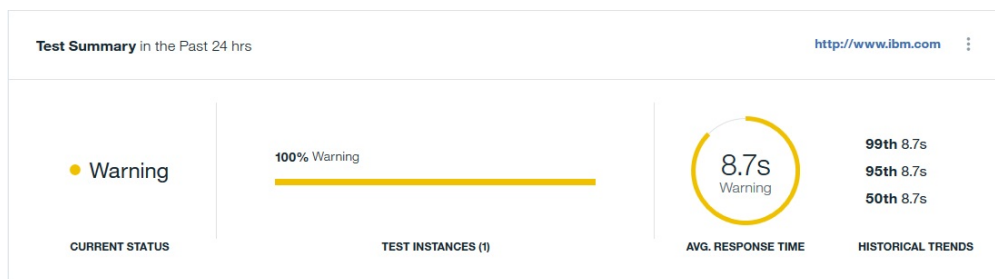 Test Summary in the Past 24 hrs
http://www.ibm.com
Warning
100% Warning
8.7s
Warning
99th 8.7s
95th 8.7s
50th 8.7s
CURRENT STATUS
TEST INSTANCES (1)
AVG. RESPONSE TIME
HISTORICAL TRENDS